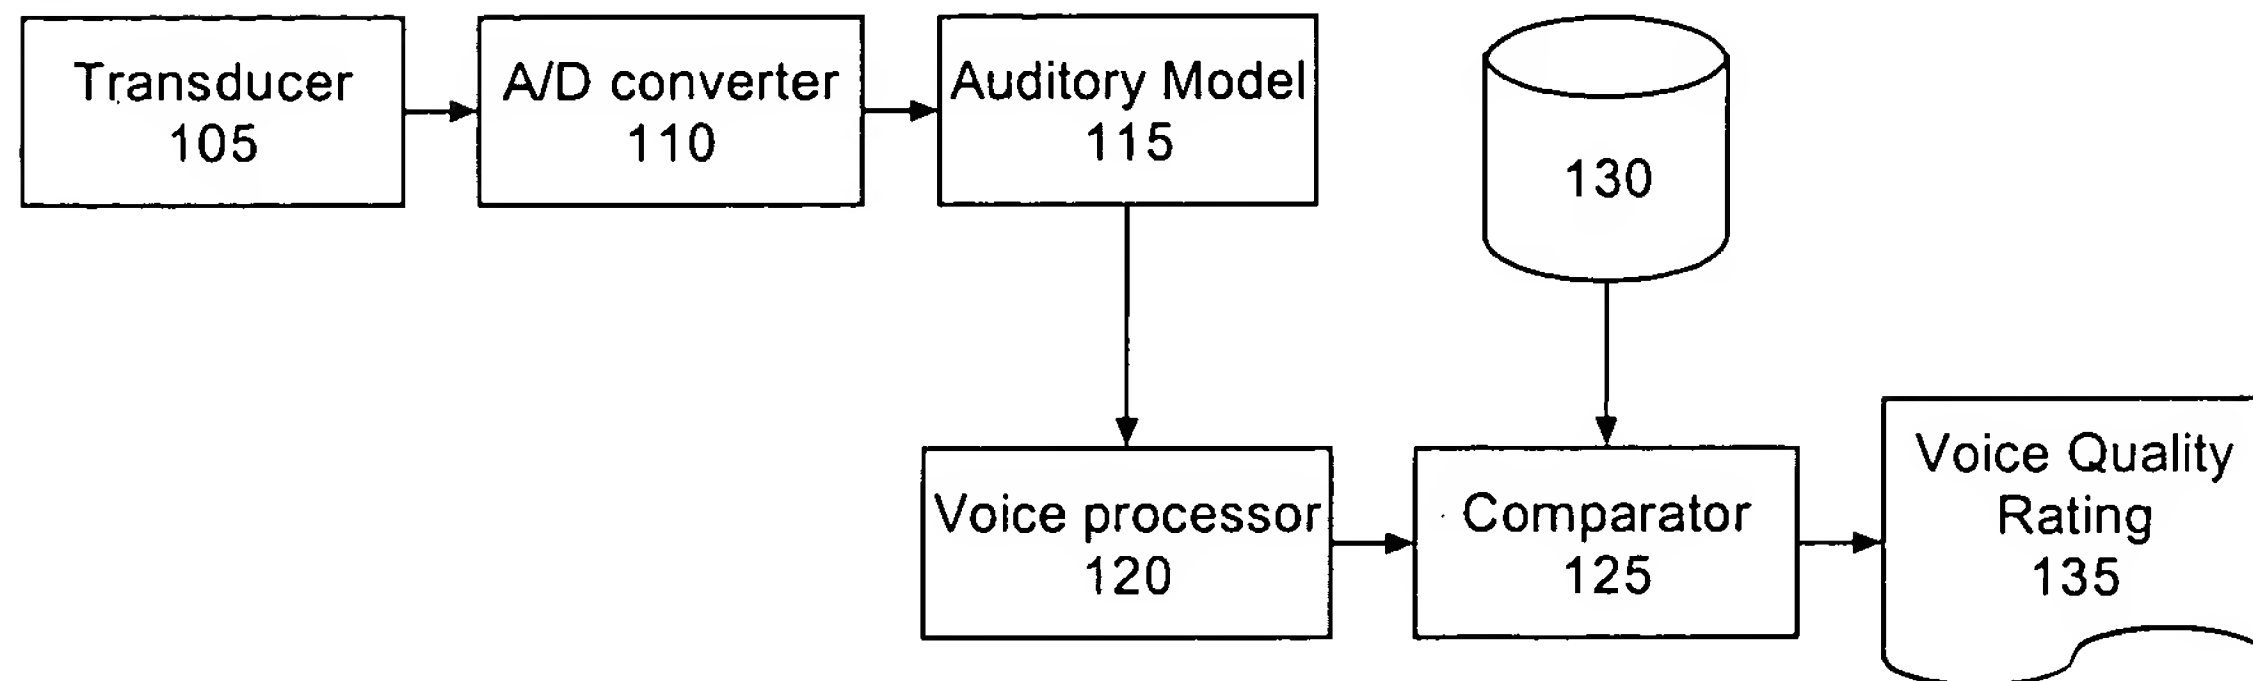 Transducer
105
A/D converter
110
Auditory Model
115
130
Voice processor
120
Comparator
125
Voice Quality
Rating
135